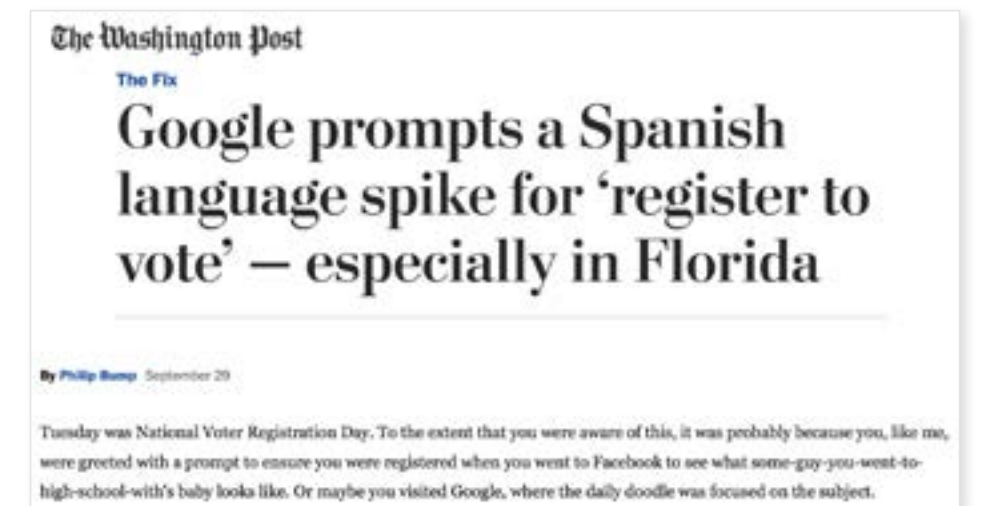 The Washington Post
The Fix
Google prompts a Spanish
language spike for ‘register to
vote’ — especially in Florida
By Philip Bump September 29
Tuesday was National Voter Registration Day. To the extent that you were aware of this, it was probably because you, like me,
were greeted with a prompt to ensure you were registered when you went to Facebook to see what some-guy-you-went-to-
high-school-with's baby looks like. Or maybe you visited Google, where the daily doodle was focused on the subject.